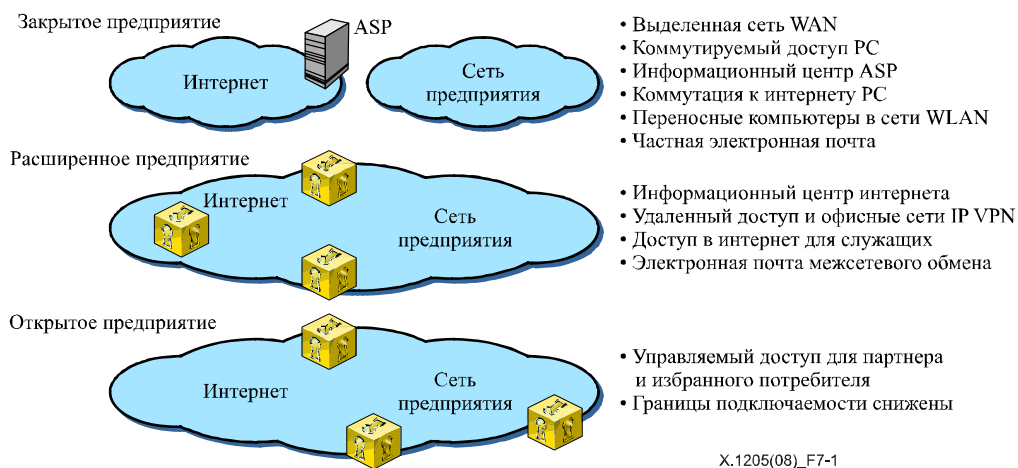 Закрытое предприятие
ASP
Интернет
Сеть
предприятия
• Выделенная сеть WAN
• Коммутируемый доступ PC
• Информационный центр ASP
• Коммутация к интернету PC
• Переносные компьютеры в сети WLAN
• Частная электронная почта
Расширенное предприятие
Интернет
Сеть
предприятия
• Информационный центр интернета
• Удаленный доступ и офисные сети IP VPN
• Доступ в интернет для служащих
• Электронная почта межсетевого обмена
Открытое предприятие
Интернет
Сеть
предприятия
• Управляемый доступ для партнера
и избранного потребителя
• Границы подключаемости снижены
X.1205(08)_F7-1